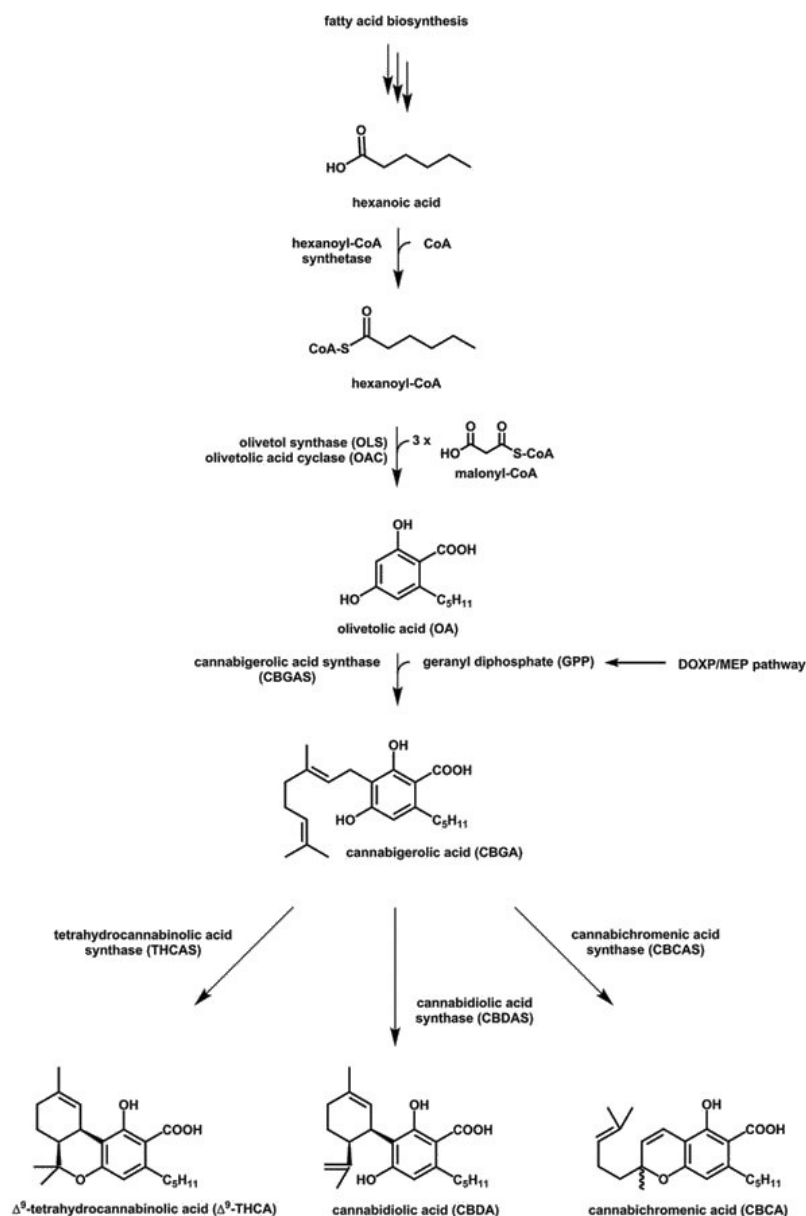 fatty acid biosynthesis
O
HO
hexanoic acid
hexanoyl-CoA
synthetase
CoA
O
CoA-S
hexanoyl-CoA
olivetol synthase (OLS)
olivetolic acid cyclase (OAC)
3 x
O O
HO S-CoA
malonyl-CoA
OH
COOH
HO C₅H₁₁
olivetolic acid (OA)
cannabigerolic acid synthase
(CBGAS)
geranyl diphosphate (GPP)
DOXP/MEP pathway
OH
COOH
HO C₅H₁₁
cannabigerolic acid (CBGA)
tetrahydrocannabinolic acid
synthase (THCAS)
cannabichromenic acid
synthase (CBCAS)
cannabidiolic acid
synthase (CBDAS)
OH
COOH
O C₅H₁₁
Δ⁹-tetrahydrocannabinolic acid (Δ⁹-THCA)
OH
COOH
HO C₅H₁₁
cannabidiolic acid (CBDA)
OH
COOH
O C₅H₁₁
cannabichromenic acid (CBCA)